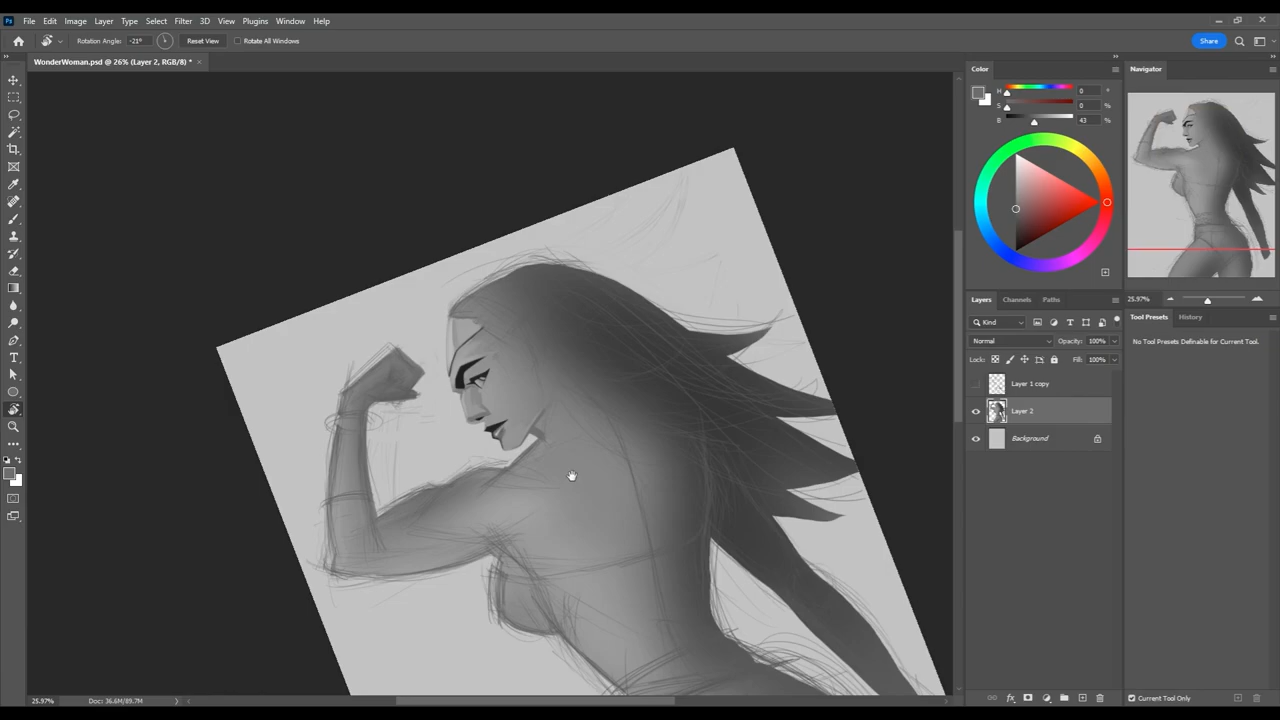 Ps File Edit Image Layer Type Select Filter 3D View Plugins Window Help
Rotation Angle: -21° Reset View Rotate All Windows Share
WonderWoman.psd @ 26% (Layer 2, RGB/8) *
Color
H 0 °
S 0 %
B 43 %
Navigator
25.97%
Layers Channels Paths
Kind
Normal Opacity: 100%
Lock: Fill: 100%
Layer 1 copy
Layer 2
Background
Tool Presets History
No Tool Presets Definable for Current Tool.
25.97% Doc: 36.6M/89.7M
Current Tool Only